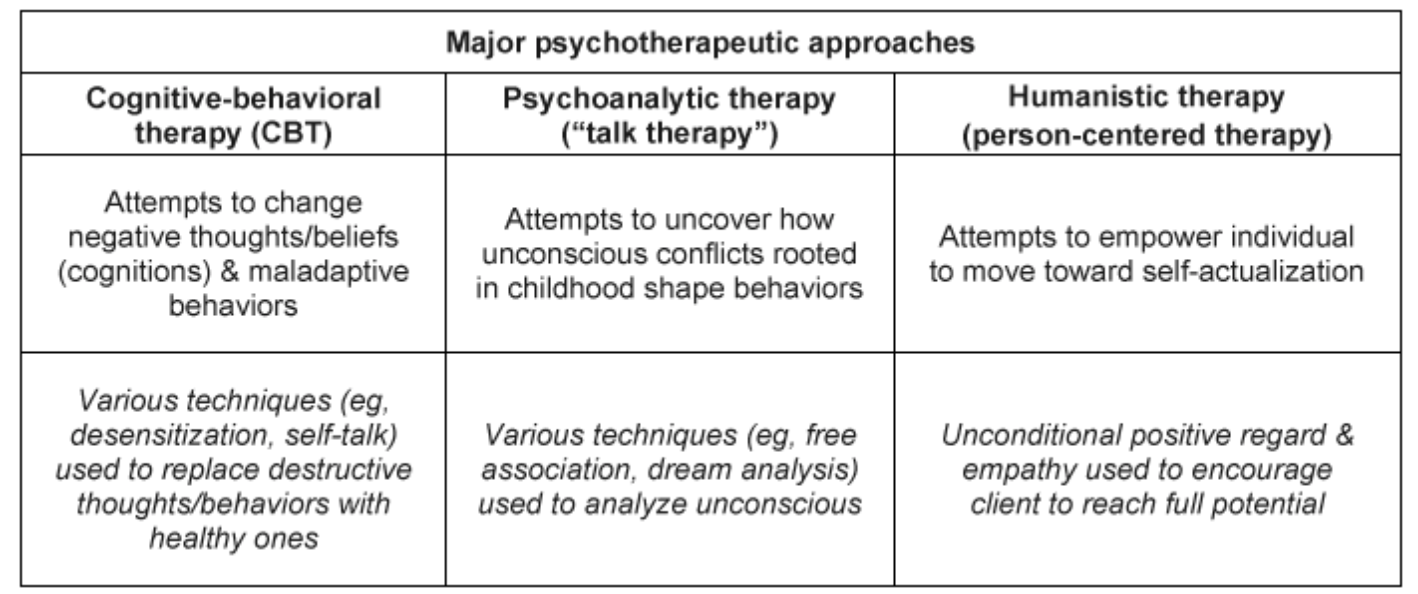 Major psychotherapeutic approaches
Cognitive-behavioral
therapy (CBT)
Psychoanalytic therapy
(“talk therapy”)
Humanistic therapy
(person-centered therapy)
Attempts to change
negative thoughts/beliefs
(cognitions) & maladaptive
behaviors
Attempts to uncover how
unconscious conflicts rooted
in childhood shape behaviors
Attempts to empower individual
to move toward self-actualization
Various techniques (eg,
desensitization, self-talk)
used to replace destructive
thoughts/behaviors with
healthy ones
Various techniques (eg, free
association, dream analysis)
used to analyze unconscious
Unconditional positive regard &
empathy used to encourage
client to reach full potential